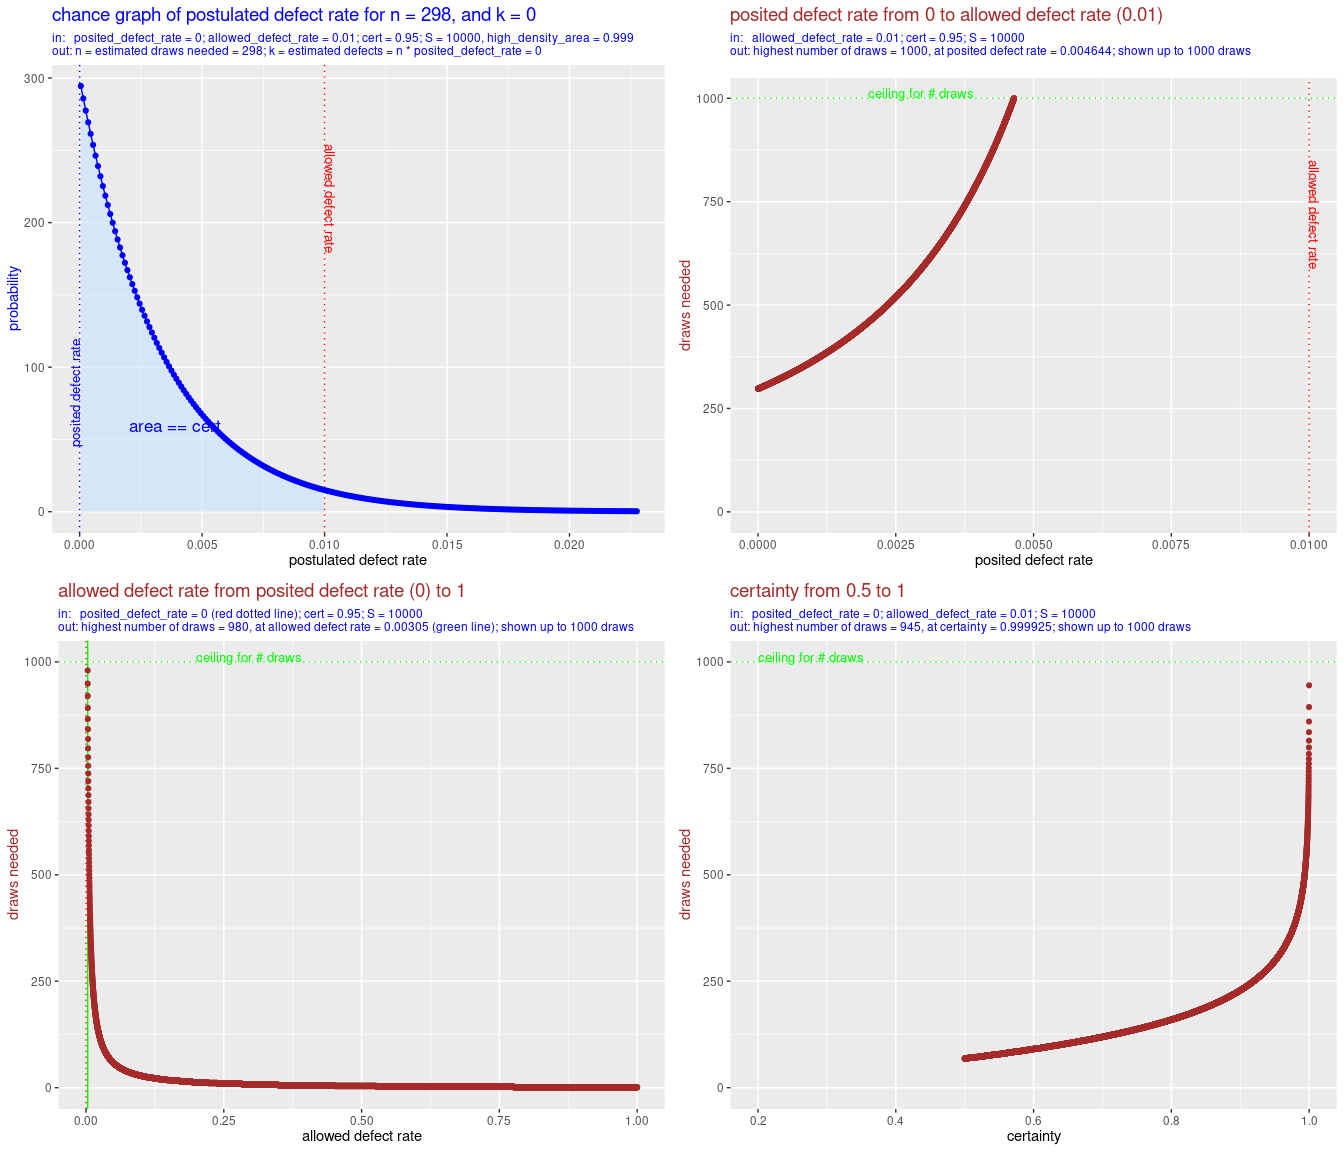 chance graph of postulated defect rate for n = 298, and k = 0
in: posited_defect_rate = 0; allowed_defect_rate = 0.01; cert = 0.95; S = 10000, high_density_area = 0.999
out: n = estimated draws needed = 298; k = estimated defects = n * posited_defect_rate = 0
300
200
100
0
probability
posited defect rate
allowed defect rate
area == cert
0.000 0.005 0.010 0.015 0.020
postulated defect rate
posited defect rate from 0 to allowed defect rate (0.01)
in: allowed_defect_rate = 0.01; cert = 0.95; S = 10000
out: highest number of draws = 1000, at posited defect rate = 0.004644; shown up to 1000 draws
ceiling for # draws
1000
750
500
250
0
draws needed
allowed defect rate
0.0000 0.0025 0.0050 0.0075 0.0100
posited defect rate
allowed defect rate from posited defect rate (0) to 1
in: posited_defect_rate = 0 (red dotted line); cert = 0.95; S = 10000
out: highest number of draws = 980, at allowed defect rate = 0.00305 (green line); shown up to 1000 draws
ceiling for # draws
1000
750
500
250
0
draws needed
0.00 0.25 0.50 0.75 1.00
allowed defect rate
certainty from 0.5 to 1
in: posited_defect_rate = 0; allowed_defect_rate = 0.01; S = 10000
out: highest number of draws = 945, at certainty = 0.999925; shown up to 1000 draws
ceiling for # draws
1000
750
500
250
0
draws needed
0.2 0.4 0.6 0.8 1.0
certainty